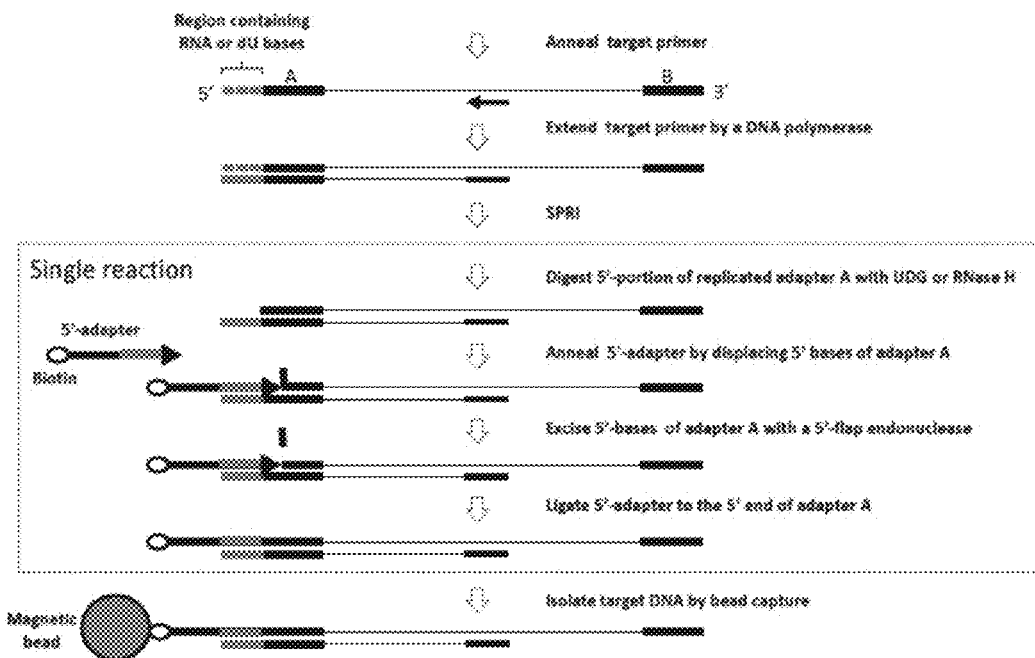 Region containing
RNA or dU bases
Anneal target primer
A
B
5'
3'
Extend target primer by a DNA polymerase
SPRI
Single reaction
Digest 5'-portion of replicated adapter A with UDG or RNase H
5'-adapter
Anneal 5'-adapter by displacing 5' bases of adapter A
Biotin
Excise 5'-bases of adapter A with a 5'-flap endonuclease
Ligate 5'-adapter to the 5' end of adapter A
Isolate target DNA by bead capture
Magnetic
bead